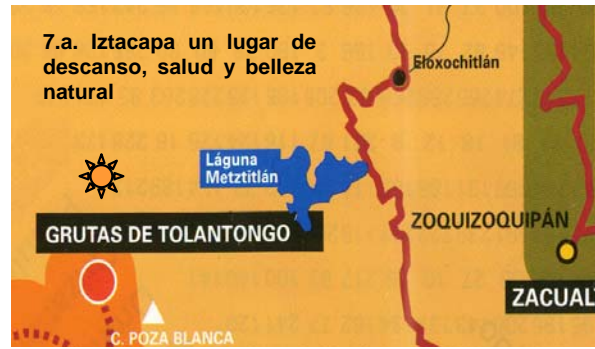 7.a. Iztacapa un lugar de
descanso, salud y belleza
natural
Eloxochitlán
Láguna
Metztitlán
GRUTAS DE TOLANTONGO
ZOQUIZOQUIPÁN
ZACUAL
C. POZA BLANCA